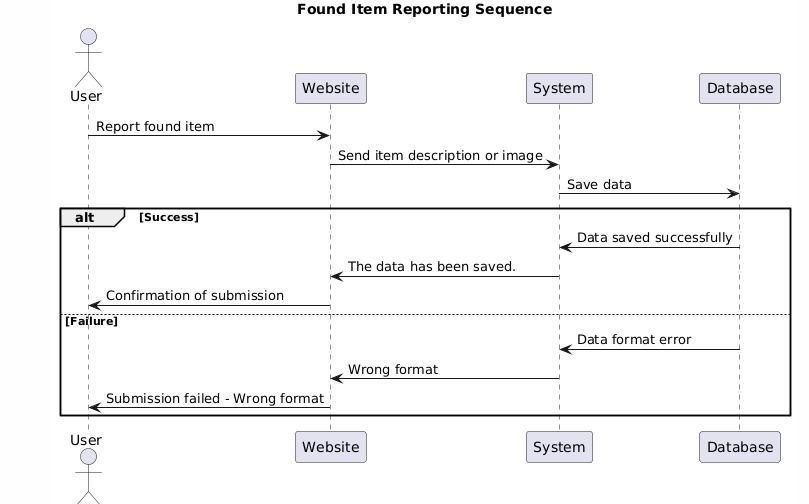 Found Item Reporting Sequence
User
Website
System
Database
Report found item
Send item description or image
Save data
alt [Success]
Data saved successfully
The data has been saved.
Confirmation of submission
[Failure]
Data format error
Wrong format
Submission failed - Wrong format
User
Website
System
Database